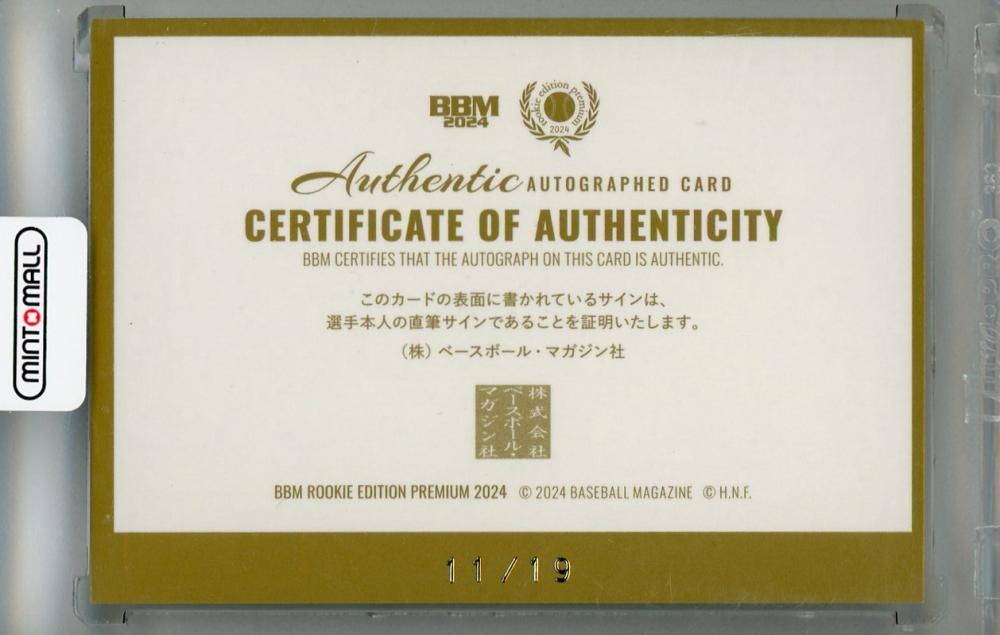 BBM
2024
rookie edition premium
2024
Authentic AUTOGRAPHED CARD
CERTIFICATE OF AUTHENTICITY
BBM CERTIFIES THAT THE AUTOGRAPH ON THIS CARD IS AUTHENTIC.
このカードの表面に書かれているサインは、
選手本人の直筆サインであることを証明いたします。
（株）ベースボール・マガジン社
株式会社
ベースボール・
マガジン社
BBM ROOKIE EDITION PREMIUM 2024 © 2024 BASEBALL MAGAZINE © H.N.F.
11/19
MINTOMALL